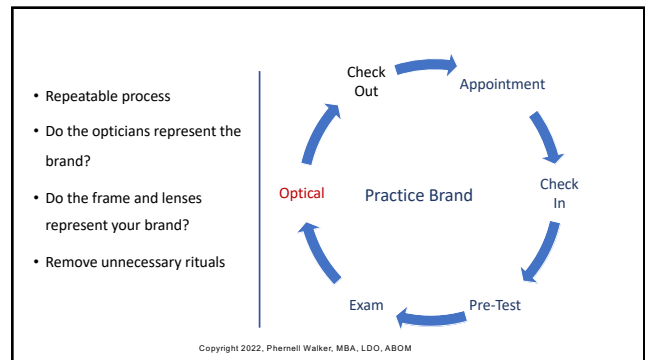 • Repeatable process
• Do the opticians represent the
brand?
• Do the frame and lenses
represent your brand?
• Remove unnecessary rituals
Check
Out
Appointment
Check
In
Pre-Test
Exam
Optical
Practice Brand
Copyright 2022, Phernell Walker, MBA, LDO, ABOM